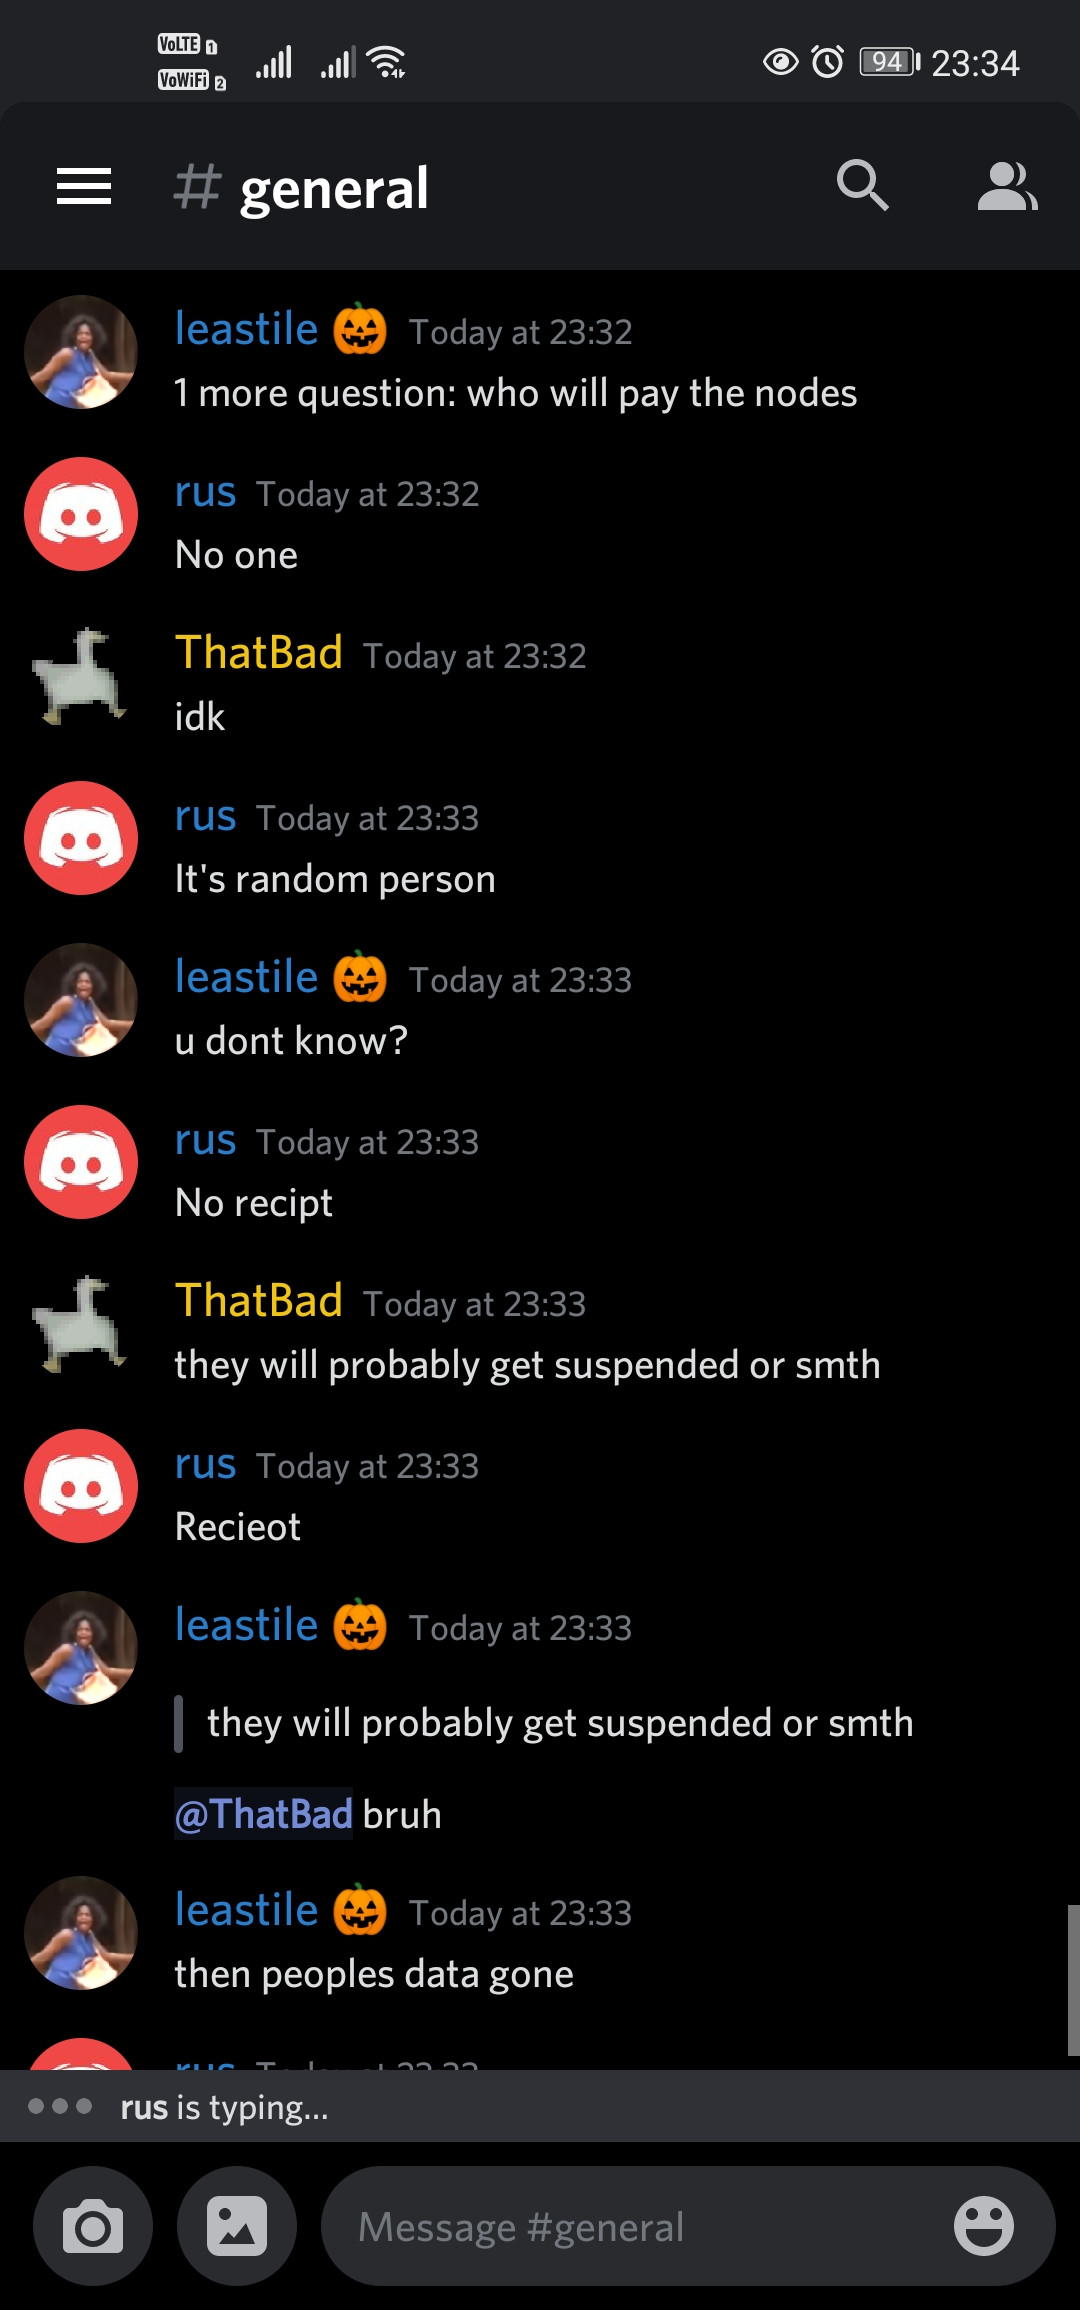 VoLTE 1
VoWiFi 2
94 23:34
# general
leastile 🎃 Today at 23:32
1 more question: who will pay the nodes
rus Today at 23:32
No one
ThatBad Today at 23:32
idk
rus Today at 23:33
It's random person
leastile 🎃 Today at 23:33
u dont know?
rus Today at 23:33
No recipt
ThatBad Today at 23:33
they will probably get suspended or smth
rus Today at 23:33
Recieot
leastile 🎃 Today at 23:33
they will probably get suspended or smth
@ThatBad bruh
leastile 🎃 Today at 23:33
then peoples data gone
rus Today at 23:33
rus is typing...
Message #general